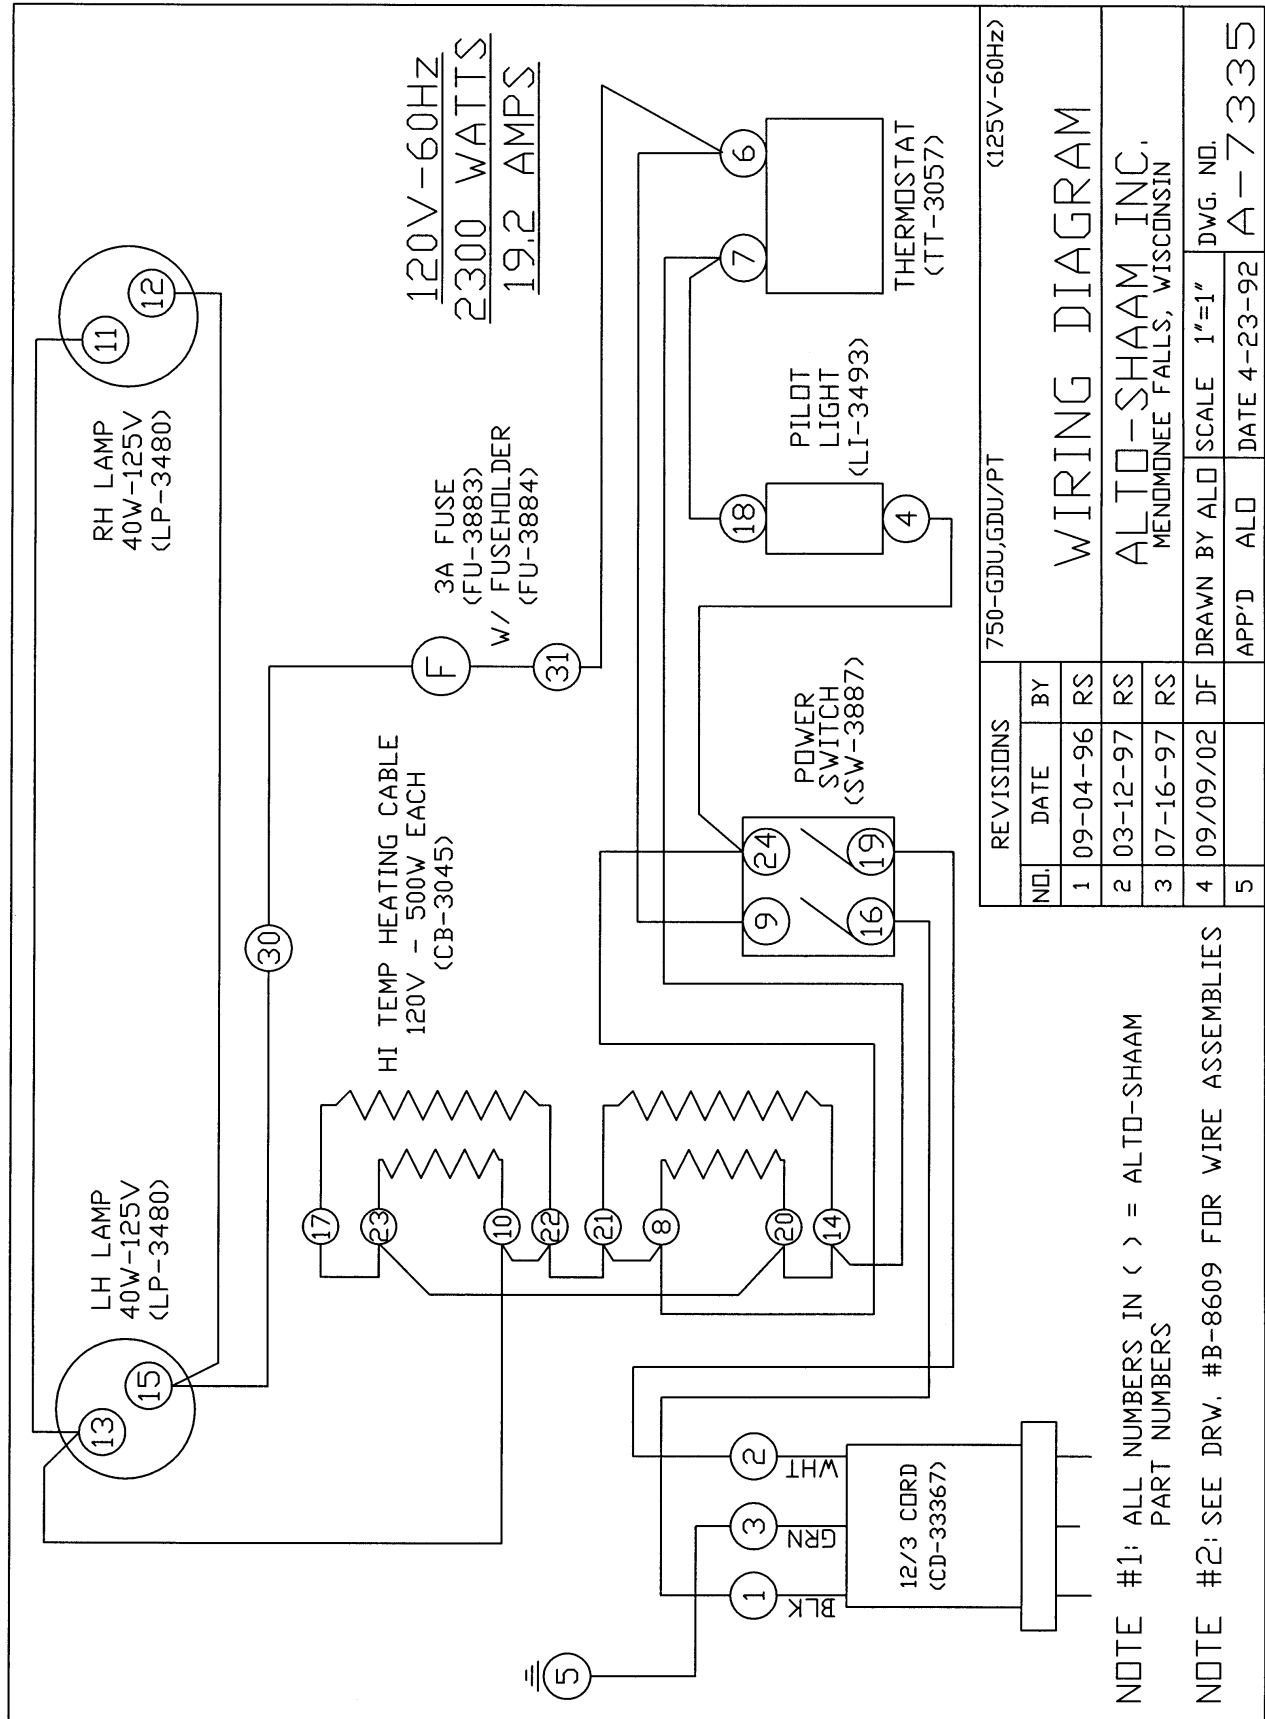 RH LAMP
40W-125V
(LP-3480)
11
12
120V-60Hz
2300 WATTS
19.2 AMPS
LH LAMP
40W-125V
(LP-3480)
13
15
30
3A FUSE
(FU-3883)
W/ FUSEHOLDER
(FU-3884)
F
31
HI TEMP HEATING CABLE
120V - 500W EACH
(CB-3045)
17
23
10
22
21
8
20
14
6
7
THERMOSTAT
(TT-3057)
PILOT
LIGHT
(LI-3493)
18
4
POWER
SWITCH
(SW-3887)
24
9
19
16
5
1
3
2
BLK
GRN
WHT
12/3 CORD
(CD-33367)
NOTE #1: ALL NUMBERS IN ( ) = ALTO-SHAAM
PART NUMBERS
NOTE #2: SEE DRW. #B-8609 FOR WIRE ASSEMBLIES
REVISIONS
NO. DATE BY
1 09-04-96 RS
2 03-12-97 RS
3 07-16-97 RS
4 09/09/02 DF
5
750-GDU,GDU/PT (125V-60Hz)
WIRING DIAGRAM
ALTO-SHAAM INC.
MENOMONEE FALLS, WISCONSIN
DRAWN BY ALO SCALE 1"=1" DWG. NO.
APP'D ALO DATE 4-23-92 A-7335